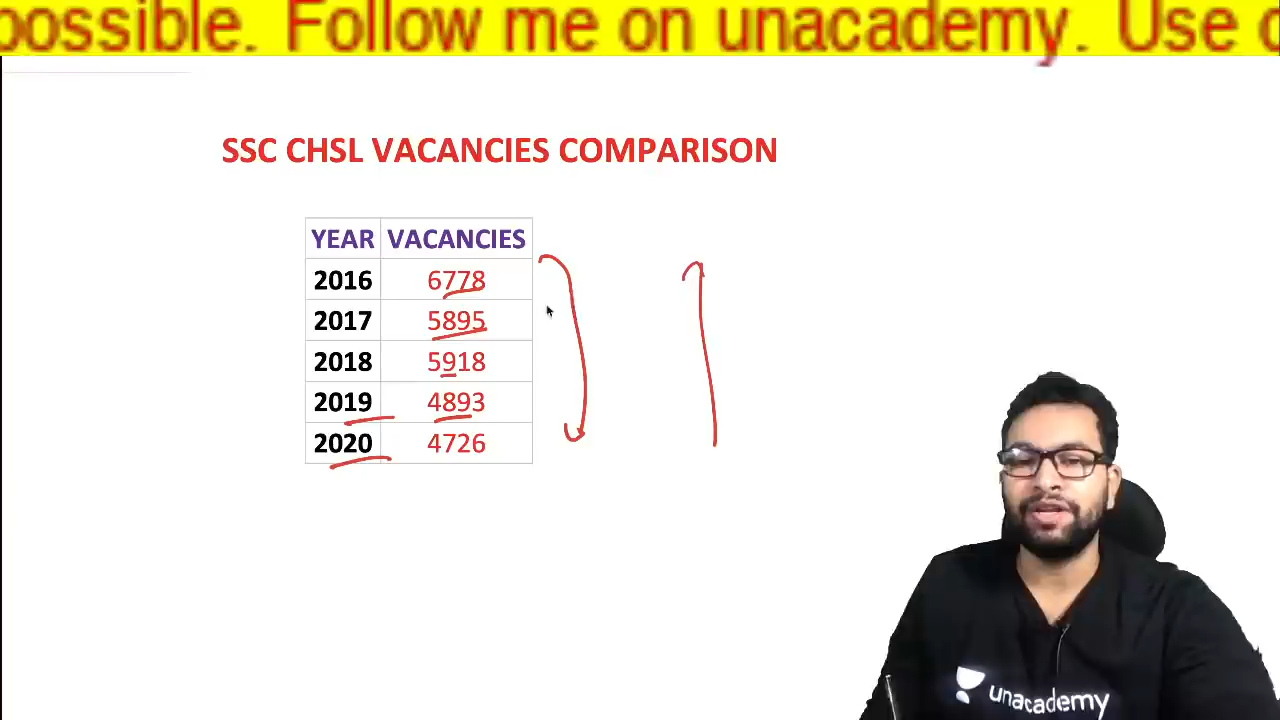 possible. Follow me on unacademy. Use
SSC CHSL VACANCIES COMPARISON
YEAR VACANCIES
2016 6778
2017 5895
2018 5918
2019 4893
2020 4726
unacademy